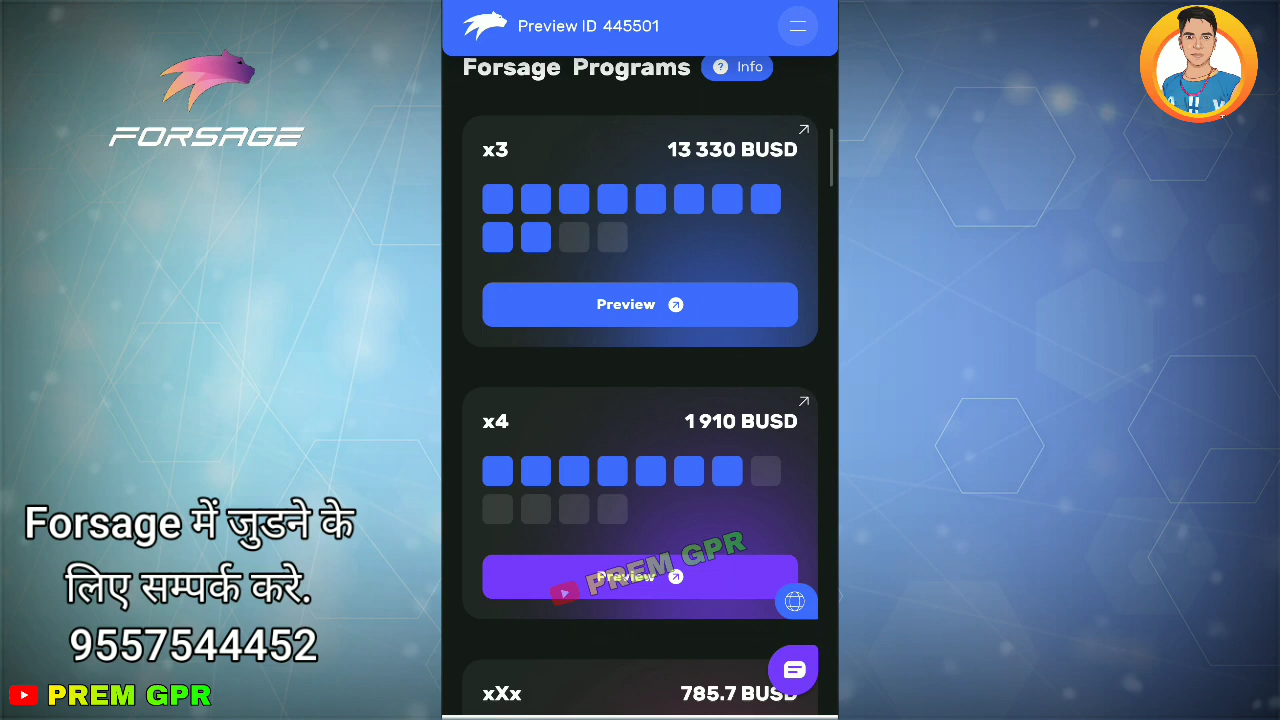 Preview ID 445501
Forsage Programs
? Info
FORSAGE
x3
13 330 BUSD
Preview
x4
1 910 BUSD
Preview
PREM GPR
xXx
785.7 BUSD
Forsage में जुडने के
लिए सम्पर्क करे.
9557544452
PREM GPR